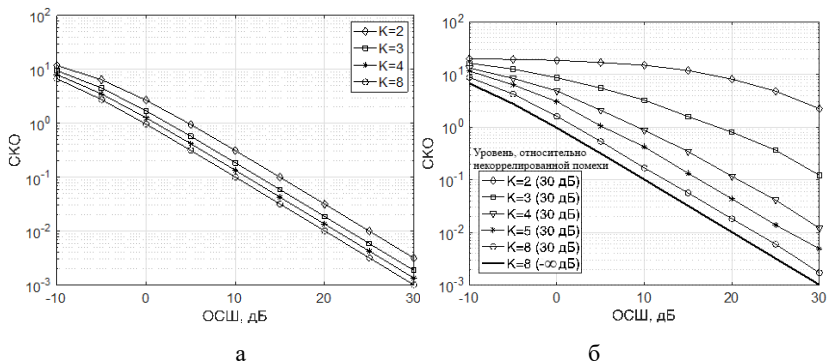 10²
10¹
10⁰
10⁻¹
10⁻²
10⁻³
СКО
-10
0
10
20
30
ОСШ, дБ
K=2
K=3
K=4
K=8
а
10²
10¹
10⁰
10⁻¹
10⁻²
10⁻³
СКО
-10
0
10
20
30
ОСШ, дБ
Уровень, относительно
некоррелированной помехи
K=2 (30 дБ)
K=3 (30 дБ)
K=4 (30 дБ)
K=5 (30 дБ)
K=8 (30 дБ)
K=8 (-∞ дБ)
б